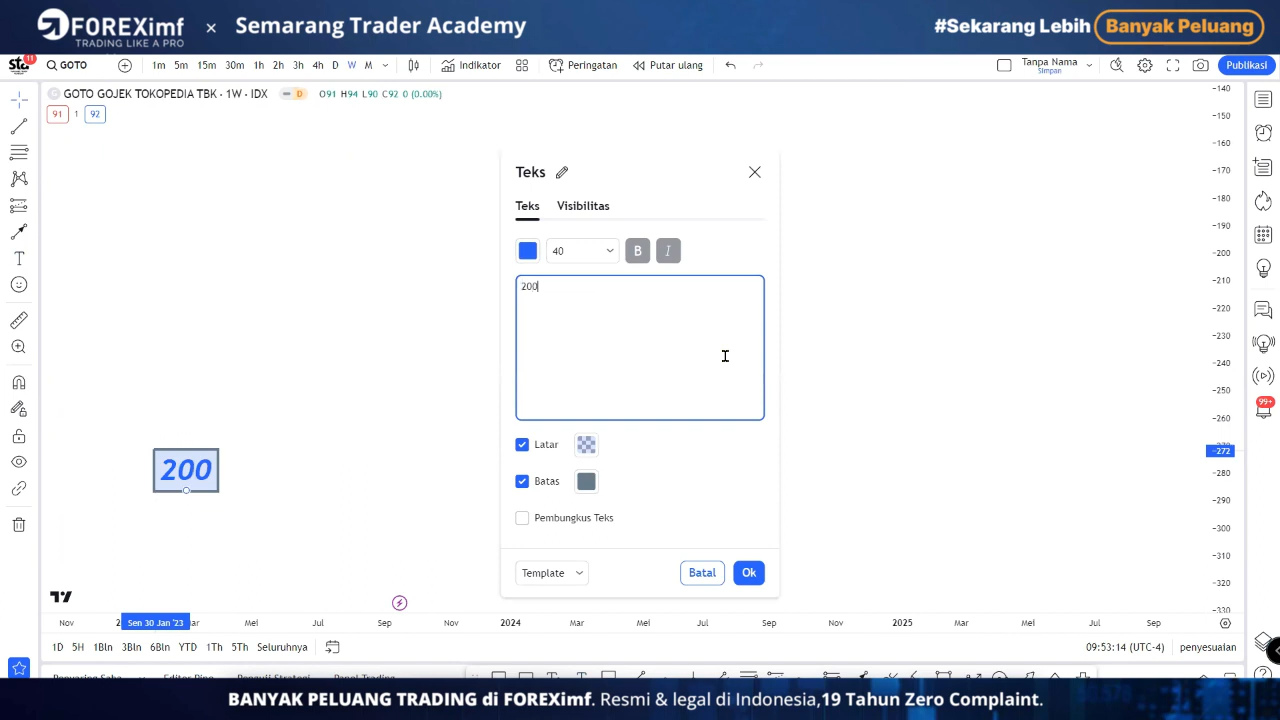 FOREXimf
TRADING LIKE A PRO
×
Semarang Trader Academy
#Sekarang Lebih Banyak Peluang
sta 11
GOTO
1m 5m 15m 30m 1h 2h 3h 4h D W M
Indikator
Peringatan
Putar ulang
Tanpa Nama
Simpan
Publikasi
GOTO GOJEK TOKOPEDIA TBK · 1W · IDX
D
O91 H94 L90 C92 0 (0.00%)
91 1 92
Teks
Teks Visibilitas
40 B I
200
Latar
Batas
Pembungkus Teks
Template Batal Ok
200
−140
−150
−160
−170
−180
−190
−200
−210
−220
−230
−240
−250
−260
−272
−280
−290
−300
−310
−320
−330
99+
Nov
Sen 30 Jan '23
Mei Jul Sep Nov 2024 Mar Mei Jul Sep Nov 2025 Mar Mei Jul Sep
1D 5H 1Bln 3Bln 6Bln YTD 1Th 5Th Seluruhnya
09:53:14 (UTC-4) penyesuaian
BANYAK PELUANG TRADING di FOREXimf. Resmi & legal di Indonesia,19 Tahun Zero Complaint.